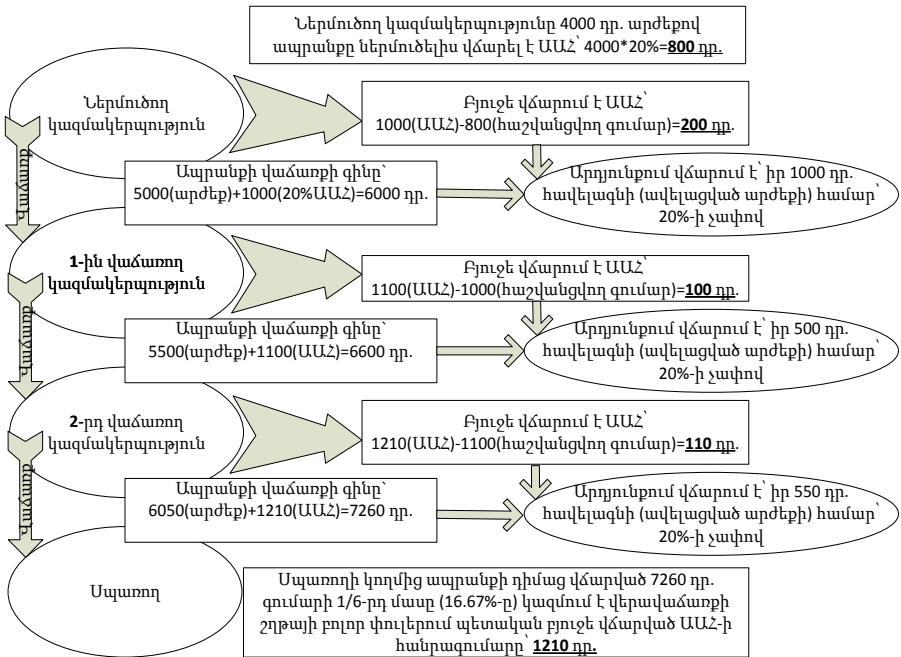 Ներմուծող կազմակերպությունը 4000 դր. արժեքով
ապրանքը ներմուծելիս վճարել է ԱԱՀ՝ 4000*20%=800 դր.
Ներմուծող
կազմակերպություն
Բյուջե վճարում է ԱԱՀ՝
1000(ԱԱՀ)-800(հաշվանցվող գումար)=200 դր.
վաճառք
Ապրանքի վաճառքի գինը՝
5000(արժեք)+1000(20%ԱԱՀ)=6000 դր.
Արդյունքում վճարում է՝ իր 1000 դր.
հավելագնի (ավելացված արժեքի) համար՝
20%-ի չափով
1-ին վաճառող
կազմակերպություն
Բյուջե վճարում է ԱԱՀ՝
1100(ԱԱՀ)-1000(հաշվանցվող գումար)=100 դր.
վաճառք
Ապրանքի վաճառքի գինը՝
5500(արժեք)+1100(ԱԱՀ)=6600 դր.
Արդյունքում վճարում է՝ իր 500 դր.
հավելագնի (ավելացված արժեքի) համար՝
20%-ի չափով
2-րդ վաճառող
կազմակերպություն
Բյուջե վճարում է ԱԱՀ՝
1210(ԱԱՀ)-1100(հաշվանցվող գումար)=110 դր.
վաճառք
Ապրանքի վաճառքի գինը՝
6050(արժեք)+1210(ԱԱՀ)=7260 դր.
Արդյունքում վճարում է՝ իր 550 դր.
հավելագնի (ավելացված արժեքի) համար՝
20%-ի չափով
Սպառող
Սպառողի կողմից ապրանքի դիմաց վճարված 7260 դր.
գումարի 1/6-րդ մասը (16.67%-ը) կազմում է վերավաճառքի
շղթայի բոլոր փուլերում պետական բյուջե վճարված ԱԱՀ-ի
հանրագումարը՝ 1210 դր.